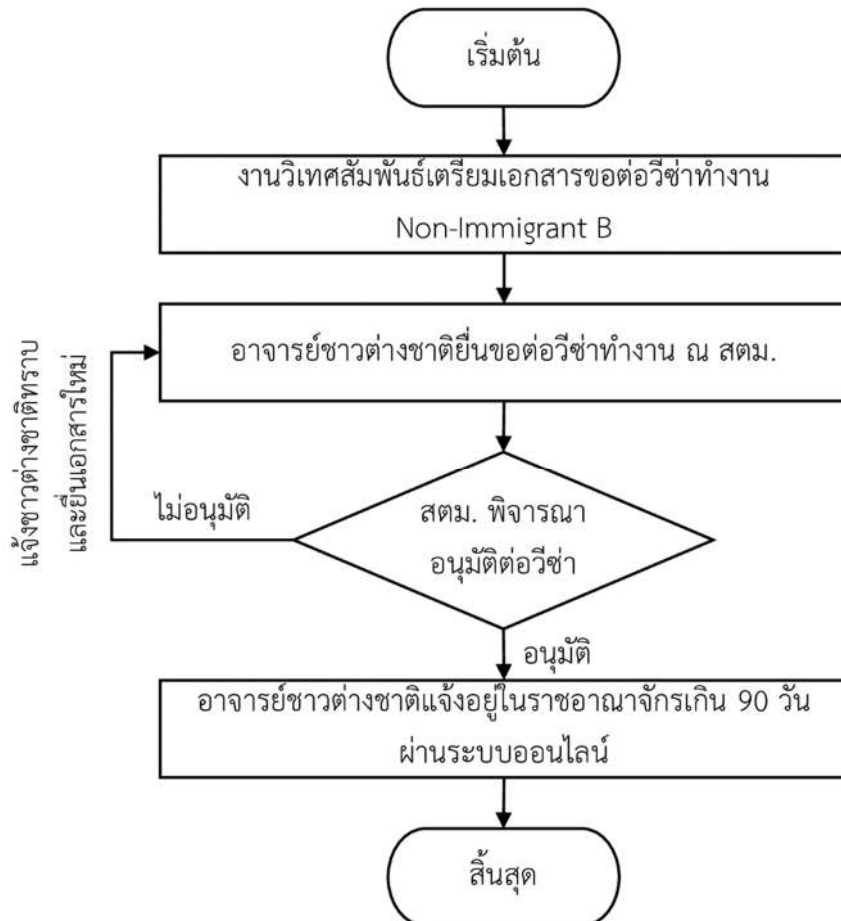 เริ่มต้น
งานวิเทศสัมพันธ์เตรียมเอกสารขอต่อวีซ่าทำงาน
Non-Immigrant B
อาจารย์ชาวต่างชาติยื่นขอต่อวีซ่าทำงาน ณ สตม.
แจ้งชาวต่างชาติทราบ
และยื่นเอกสารใหม่
ไม่อนุมัติ
สตม. พิจารณา
อนุมัติต่อวีซ่า
อนุมัติ
อาจารย์ชาวต่างชาติแจ้งอยู่ในราชอาณาจักรเกิน 90 วัน
ผ่านระบบออนไลน์
สิ้นสุด